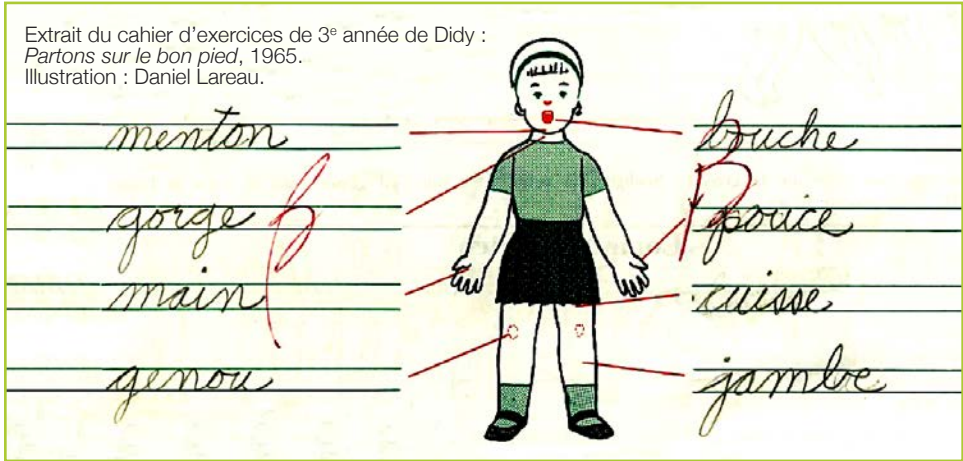 Extrait du cahier d'exercices de 3e année de Didy :
Partons sur le bon pied, 1965.
Illustration : Daniel Lareau.
menton
bouche
gorge
pouce
main
cuisse
genou
jambe